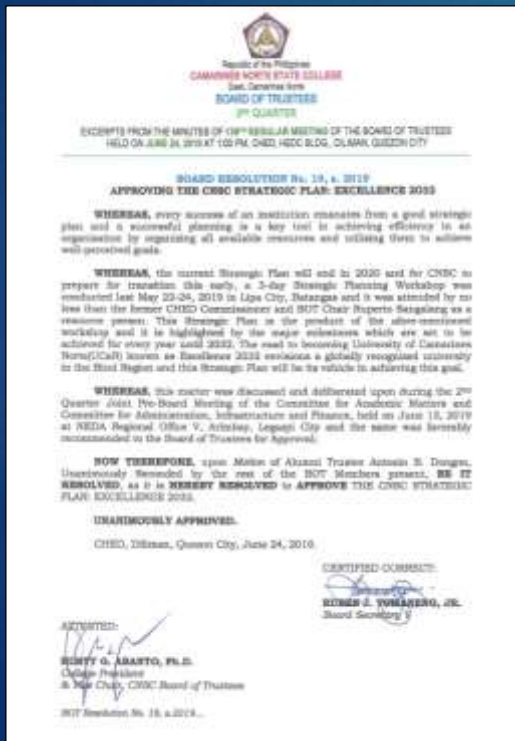 Republic of the Philippines
CAMARINES NORTE STATE COLLEGE
Daet, Camarines Norte
BOARD OF TRUSTEES
2ND QUARTER
EXCERPTS FROM THE MINUTES OF REGULAR MEETING OF THE BOARD OF TRUSTEES
HELD ON JUNE 24, 2019 AT 1:00 PM, CHED, HEDC BLDG., DILIMAN, QUEZON CITY
BOARD RESOLUTION No. 19, s. 2019
APPROVING THE CNSC STRATEGIC PLAN: EXCELLENCE 2032
WHEREAS, every success of an institution emanates from a good strategic
plan and a successful planning is a key tool in achieving efficiency in an
organization by organizing all available resources and utilizing them to achieve
well-perceived goals.
WHEREAS, the current Strategic Plan will end in 2020 and for CNSC to
prepare for transition this early, a 3-day Strategic Planning Workshop was
conducted last May 22-24, 2019 in Lipa City, Batangas and it was attended by no
less than the former CHED Commissioner and BOT Chair Ruperto Sangalang as a
resource person. This Strategic Plan is the product of the above-mentioned
workshop and it is highlighted by the major milestones which are set to be
achieved for every year until 2032. The road to becoming University of Camarines
Norte(UCaN) known as Excellence 2032 envisions a globally recognized university
in the Bicol Region and this Strategic Plan will be its vehicle in achieving this goal.
WHEREAS, this matter was discussed and deliberated upon during the 2ND
Quarter Joint Pre-Board Meeting of the Committee for Academic Matters and
Committee for Administration, Infrastructure and Finance, held on June 13, 2019
at NEDA Regional Office V, Arimbay, Legazpi City and the same was favorably
recommended to the Board of Trustees for Approval.
NOW THEREFORE, upon Motion of Alumni Trustee Antonio B.
Unanimously Seconded by the rest of the BOT Members present, BE IT
RESOLVED, as it is HEREBY RESOLVED to APPROVE THE CNSC STRATEGIC
PLAN: EXCELLENCE 2032.
UNANIMOUSLY APPROVED.
CHED, Diliman, Quezon City, June 24, 2019.
CERTIFIED CORRECT:
RUBEN J. JR.
Board Secretary V
ATTESTED:
RUSTY G. ABANTO, Ph.D.
College President
& Vice Chair, CNSC Board of Trustees
BOT Resolution No. 19, s.2019...